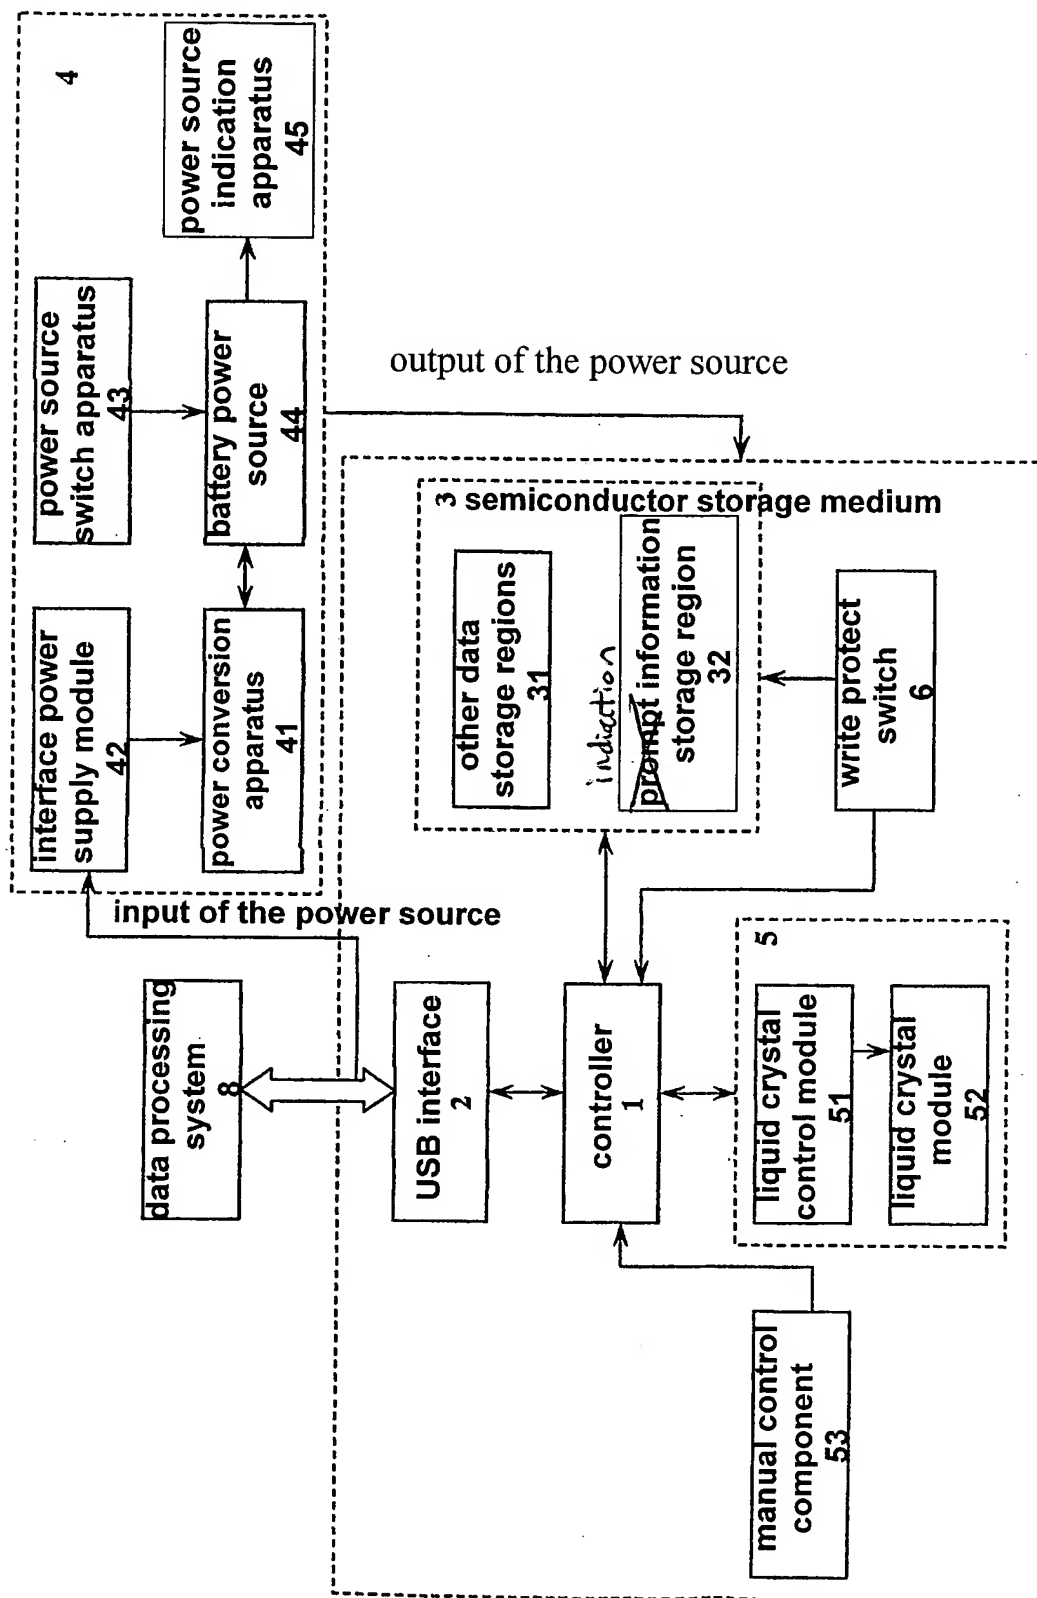 4
power source
indication
apparatus
45
power source
switch apparatus
43
battery power
source
44
interface power
supply module
42
power conversion
apparatus
41
output of the power source
input of the power source
3 semiconductor storage medium
other data
storage regions
31
indication
prompt information
storage region
32
write protect
switch
6
data processing
system
8
USB interface
2
controller
1
5
liquid crystal
control module
51
liquid crystal
module
52
manual control
component
53